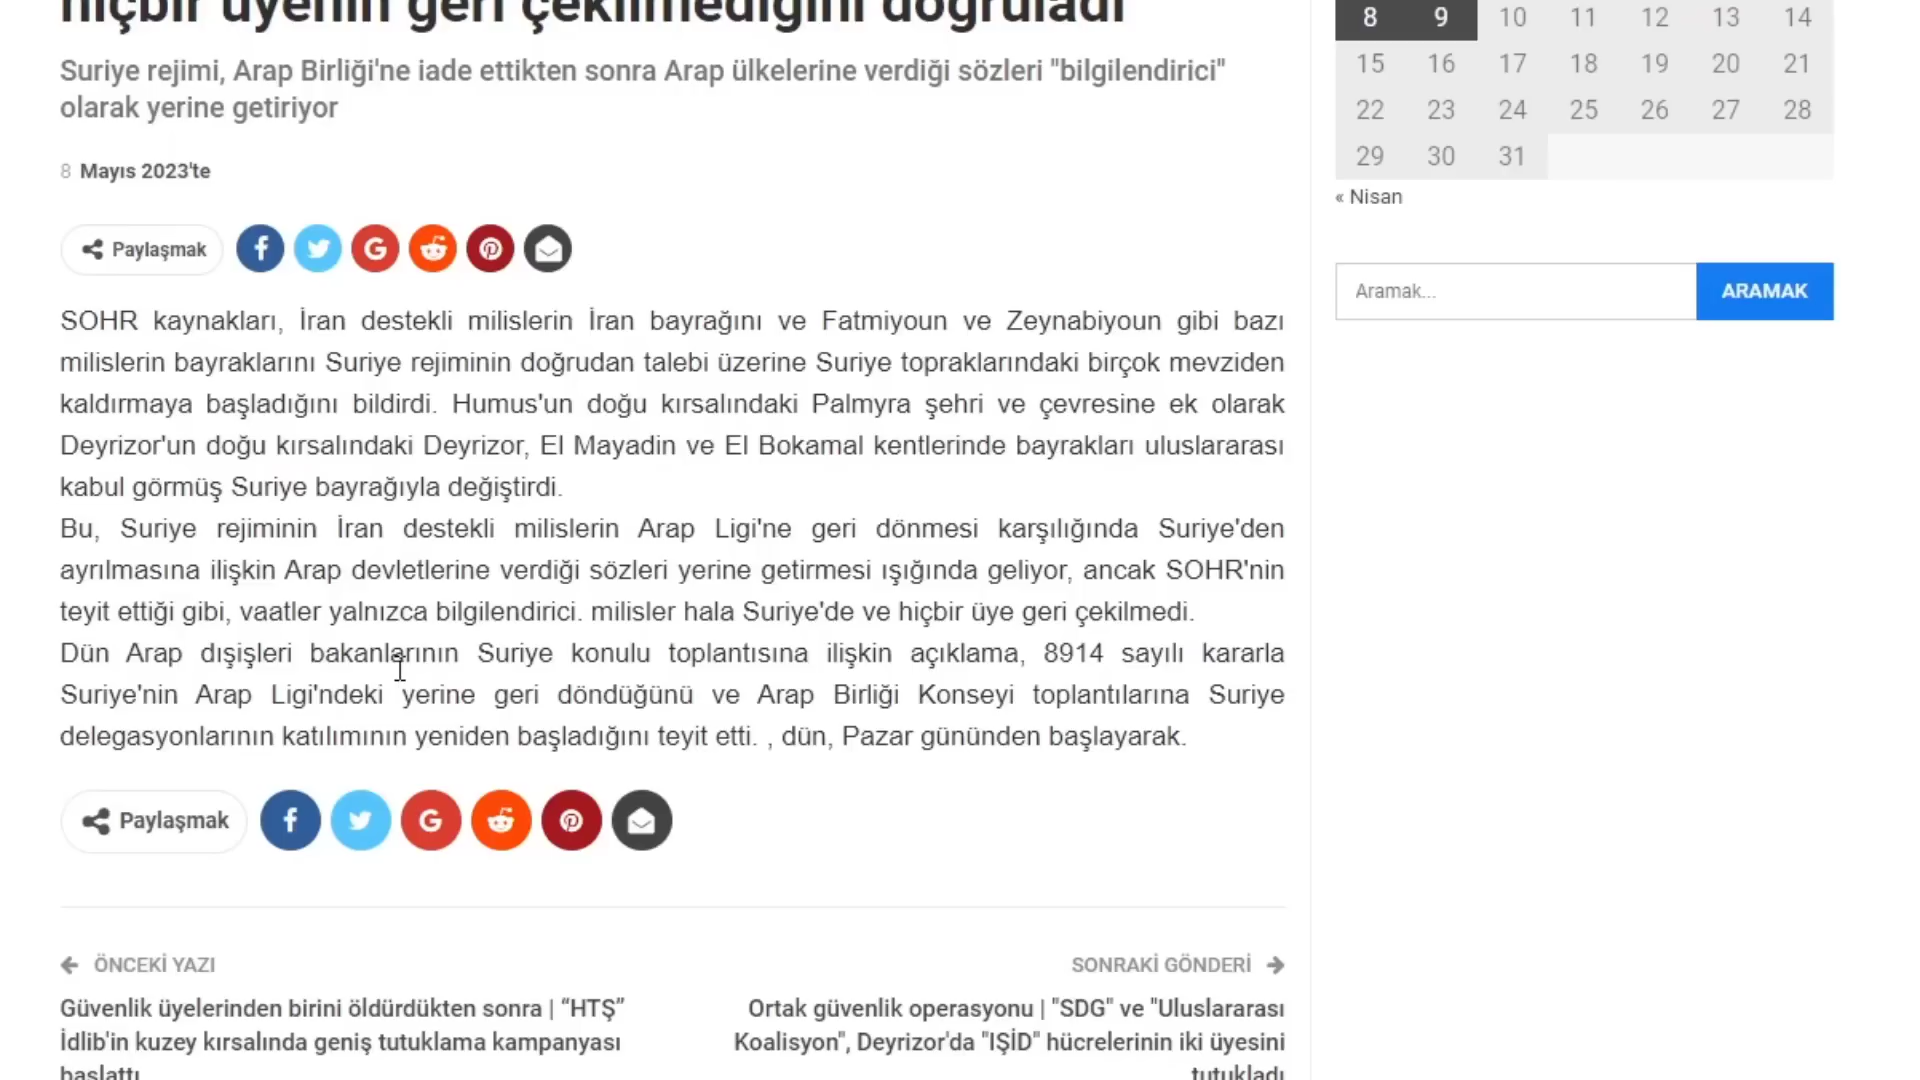 hiçbir üyenin geri çekilmediğini doğruladı
Suriye rejimi, Arap Birliği'ne iade ettikten sonra Arap ülkelerine verdiği sözleri "bilgilendirici"
olarak yerine getiriyor
8 Mayıs 2023'te
Paylaşmak
SOHR kaynakları, İran destekli milislerin İran bayrağını ve Fatmiyoun ve Zeynabiyoun gibi bazı
milislerin bayraklarını Suriye rejiminin doğrudan talebi üzerine Suriye topraklarındaki birçok mevziden
kaldırmaya başladığını bildirdi. Humus'un doğu kırsalındaki Palmyra şehri ve çevresine ek olarak
Deyrizor'un doğu kırsalındaki Deyrizor, El Mayadin ve El Bokamal kentlerinde bayrakları uluslararası
kabul görmüş Suriye bayrağıyla değiştirdi.
Bu, Suriye rejiminin İran destekli milislerin Arap Ligi'ne geri dönmesi karşılığında Suriye'den
ayrılmasına ilişkin Arap devletlerine verdiği sözleri yerine getirmesi ışığında geliyor, ancak SOHR'nin
teyit ettiği gibi, vaatler yalnızca bilgilendirici. milisler hala Suriye'de ve hiçbir üye geri çekilmedi.
Dün Arap dışişleri bakanlarının Suriye konulu toplantısına ilişkin açıklama, 8914 sayılı kararla
Suriye'nin Arap Ligi'ndeki yerine geri döndüğünü ve Arap Birliği Konseyi toplantılarına Suriye
delegasyonlarının katılımının yeniden başladığını teyit etti. , dün, Pazar gününden başlayarak.
Paylaşmak
ÖNCEKİ YAZI
Güvenlik üyelerinden birini öldürdükten sonra | “HTŞ”
İdlib'in kuzey kırsalında geniş tutuklama kampanyası
başlattı
SONRAKİ GÖNDERİ
Ortak güvenlik operasyonu | "SDG" ve "Uluslararası
Koalisyon", Deyrizor'da "IŞİD" hücrelerinin iki üyesini
tutukladı
8 9 10 11 12 13 14
15 16 17 18 19 20 21
22 23 24 25 26 27 28
29 30 31
« Nisan
Aramak... ARAMAK